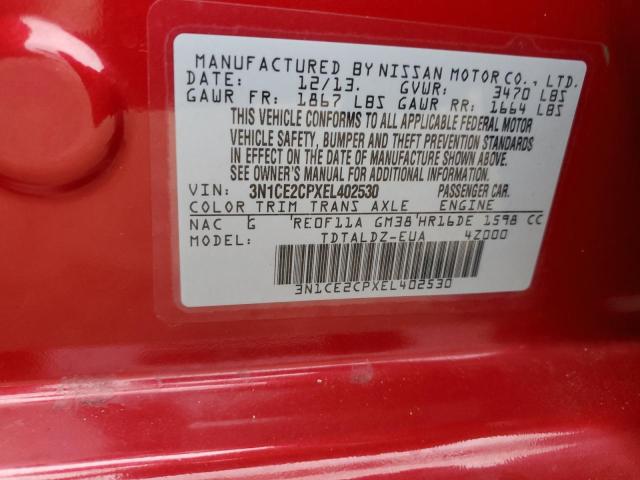 MANUFACTURED BY NISSAN MOTOR CO., LTD.
DATE: 12/13. GVWR: 3470 LBS
GAWR FR: 1867 LBS GAWR RR: 1664 LBS
THIS VEHICLE CONFORMS TO ALL APPLICABLE FEDERAL MOTOR
VEHICLE SAFETY, BUMPER AND THEFT PREVENTION STANDARDS
IN EFFECT ON THE DATE OF MANUFACTURE SHOWN ABOVE.
SEE OWNER'S MANUAL FOR ADDITIONAL INFORMATION.
VIN: 3N1CE2CPXEL402530 PASSENGER CAR.
COLOR TRIM TRANS AXLE ENGINE
NAC G RE0F11A GM38 HR16DE 1598 CC
MODEL: TDTALDZ-EUA 4Z000
3N1CE2CPXEL402530